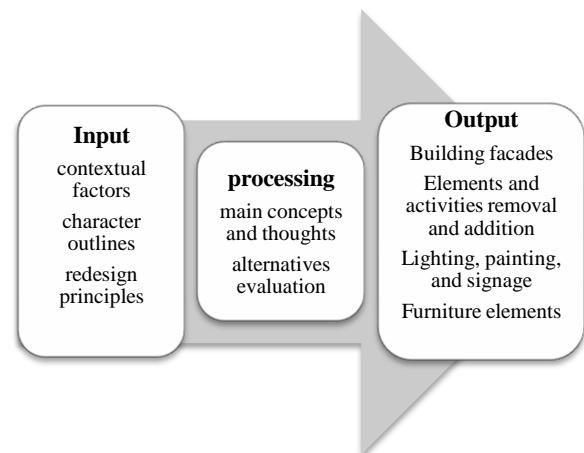 Input
contextual
factors
character
outlines
redesign
principles
processing
main concepts
and thoughts
alternatives
evaluation
Output
Building facades
Elements and
activities removal
and addition
Lighting, painting,
and signage
Furniture elements